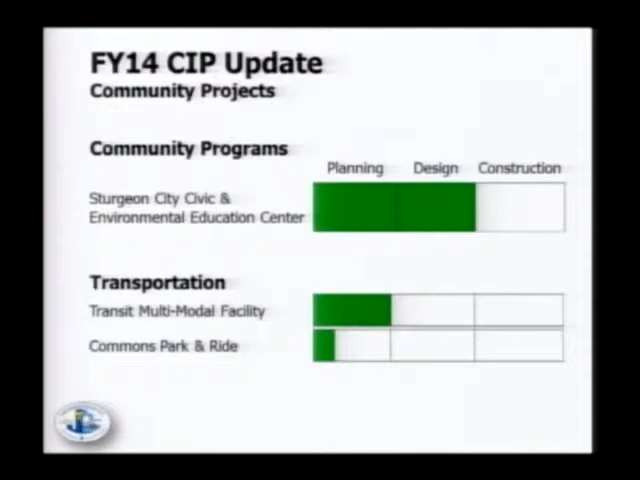 FY14 CIP Update
Community Projects
Community Programs
Planning Design Construction
Sturgeon City Civic &
Environmental Education Center
Transportation
Transit Multi-Modal Facility
Commons Park & Ride